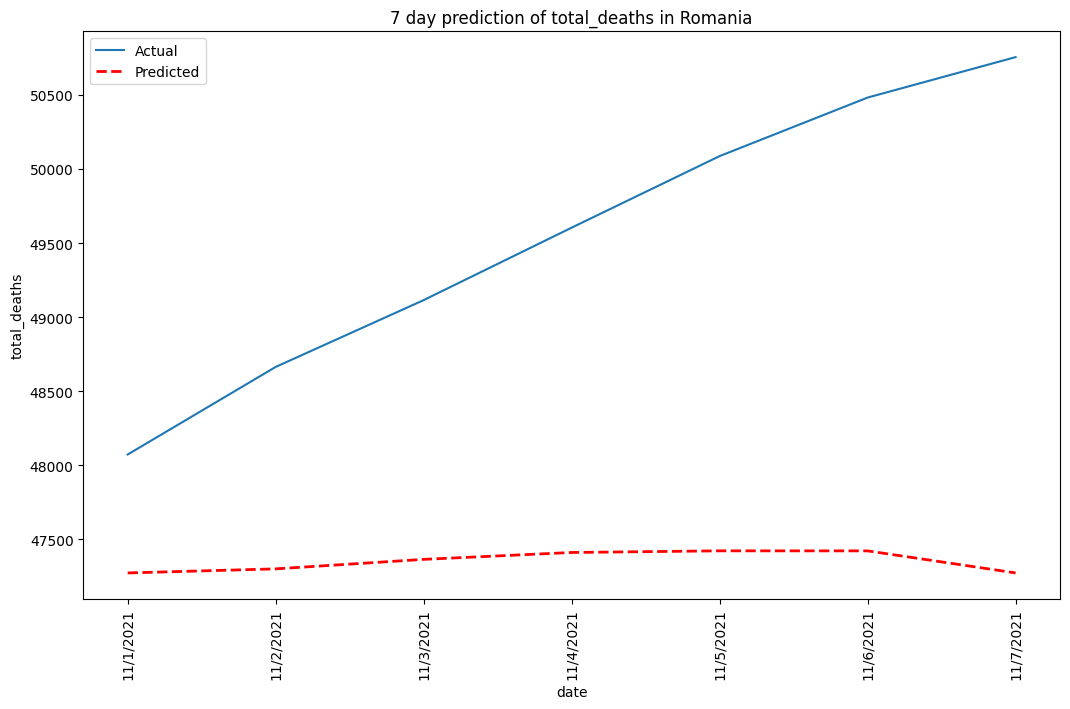 7 day prediction of total_deaths in Romania
Actual
Predicted
50500
50000
49500
49000
48500
48000
47500
total_deaths
11/1/2021
11/2/2021
11/3/2021
11/4/2021
11/5/2021
11/6/2021
11/7/2021
date